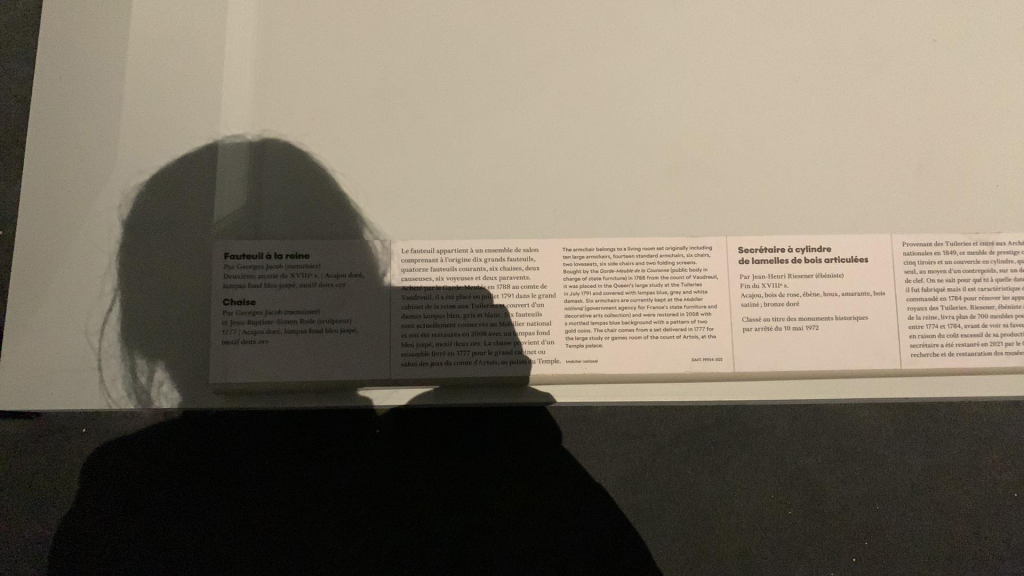 Fauteuil à la reine
Par Georges Jacob (menuisier)
Deuxième moitié du XVIIIᵉ s. ; Acajou doré,
lampas fond bleu jaspé, motif deux ors
Chaise
Par Georges Jacob (menuisier)
et Jean-Baptiste-Simon Rode (sculpteur)
1777 ; Acajou doré, lampas fond bleu jaspé,
motif deux ors
Le fauteuil appartient à un ensemble de salon
comprenant à l'origine dix grands fauteuils,
quatorze fauteuils courants, six chaises, deux
causeuses, six voyeuses et deux paravents.
Acheté par le Garde-Meuble en 1788 au comte de
Vaudreuil, il a été placé en juillet 1791 dans le grand
cabinet de la reine aux Tuileries et couvert d'un
damas lampas bleu, gris et blanc. Six fauteuils
sont actuellement conservés au Mobilier national
et ont été restaurés en 2008 avec un lampas fond
bleu jaspé, motif deux ors. La chaise provient d'un
ensemble livré en 1777 pour le grand cabinet ou
salon des jeux du comte d'Artois, au palais du Temple.
The armchair belongs to a living room set originally including
ten large armchairs, fourteen standard armchairs, six chairs,
two loveseats, six side chairs and two folding screens.
Bought by the Garde-Meuble de la Couronne (public body in
charge of state furniture) in 1788 from the count of Vaudreuil,
it was placed in the Queen's large study at the Tuileries
in July 1791 and covered with lampas blue, grey and white
damask. Six armchairs are currently kept at the Mobilier
national (government agency for France's state furniture and
decorative arts collection) and were restored in 2008 with
a mottled lampas blue background with a pattern of two
gold coins. The chair comes from a set delivered in 1777 for
the large study or games room of the count of Artois, at the
Temple palace.
Mobilier national
Secrétaire à cylindre
de lamelles de bois articulées
Par Jean-Henri Riesener (ébéniste)
Fin du XVIIIᵉ s.
Acajou, bois de rose, ébène, houx, amarante, bois
satiné ; bronze doré
Classé au titre des monuments historiques
par arrêté du 10 mai 1972
Provenant des Tuileries et entré aux Archi
nationales en 1849, ce meuble de prestige c
cinq tiroirs et un couvercle en cylindre, qu
seul, au moyen d'un contrepoids, sur un d
de clef. On ne sait pour qui ni à quelle date
il fut fabriqué mais il est caractéristique d
commandé en 1784 pour rénover les appar
royaux des Tuileries. Riesener, ébéniste
de la reine, livra plus de 700 meubles pou
entre 1774 et 1784, avant de voir sa faveu
en raison du coût excessif de sa productio
secrétaire a été restauré en 2021 par le C
recherche et de restauration des musée